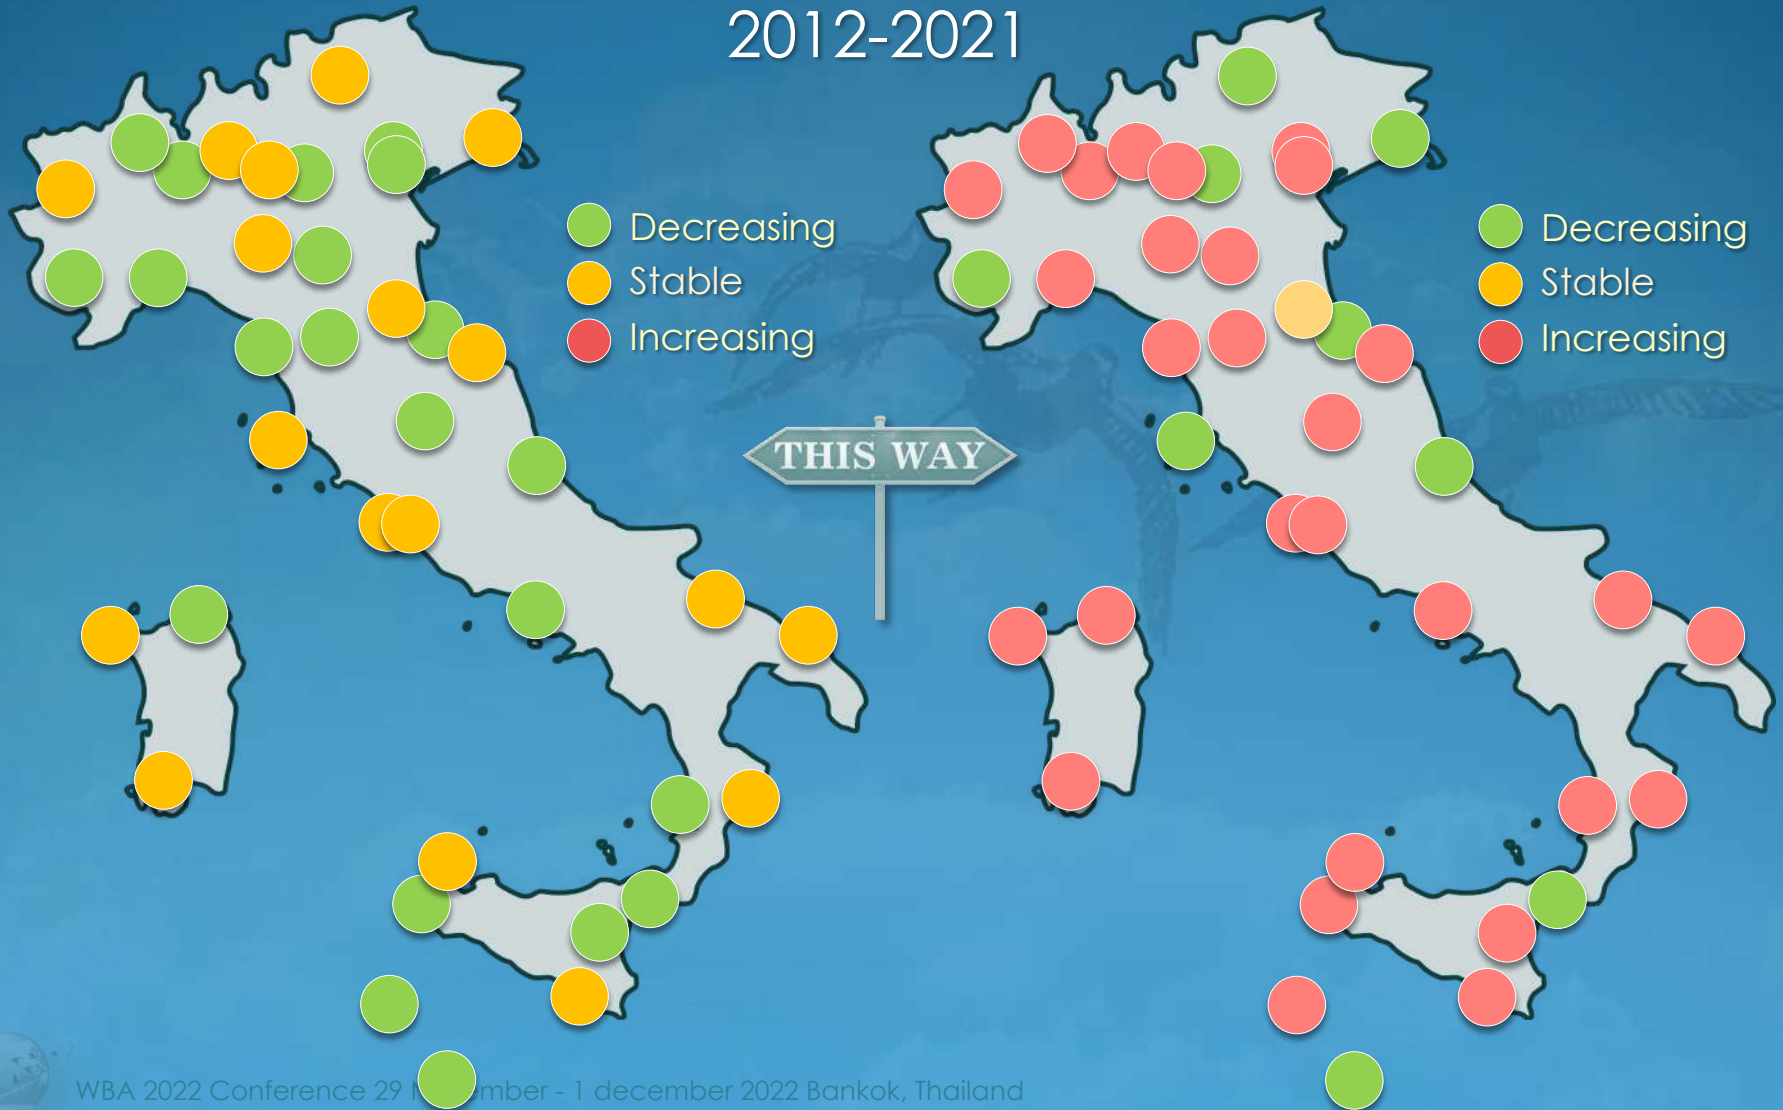 2012-2021
Decreasing
Stable
Increasing
Decreasing
Stable
Increasing
THIS WAY
WBA 2022 Conference 29 ember - 1 december 2022 Bankok, Thailand